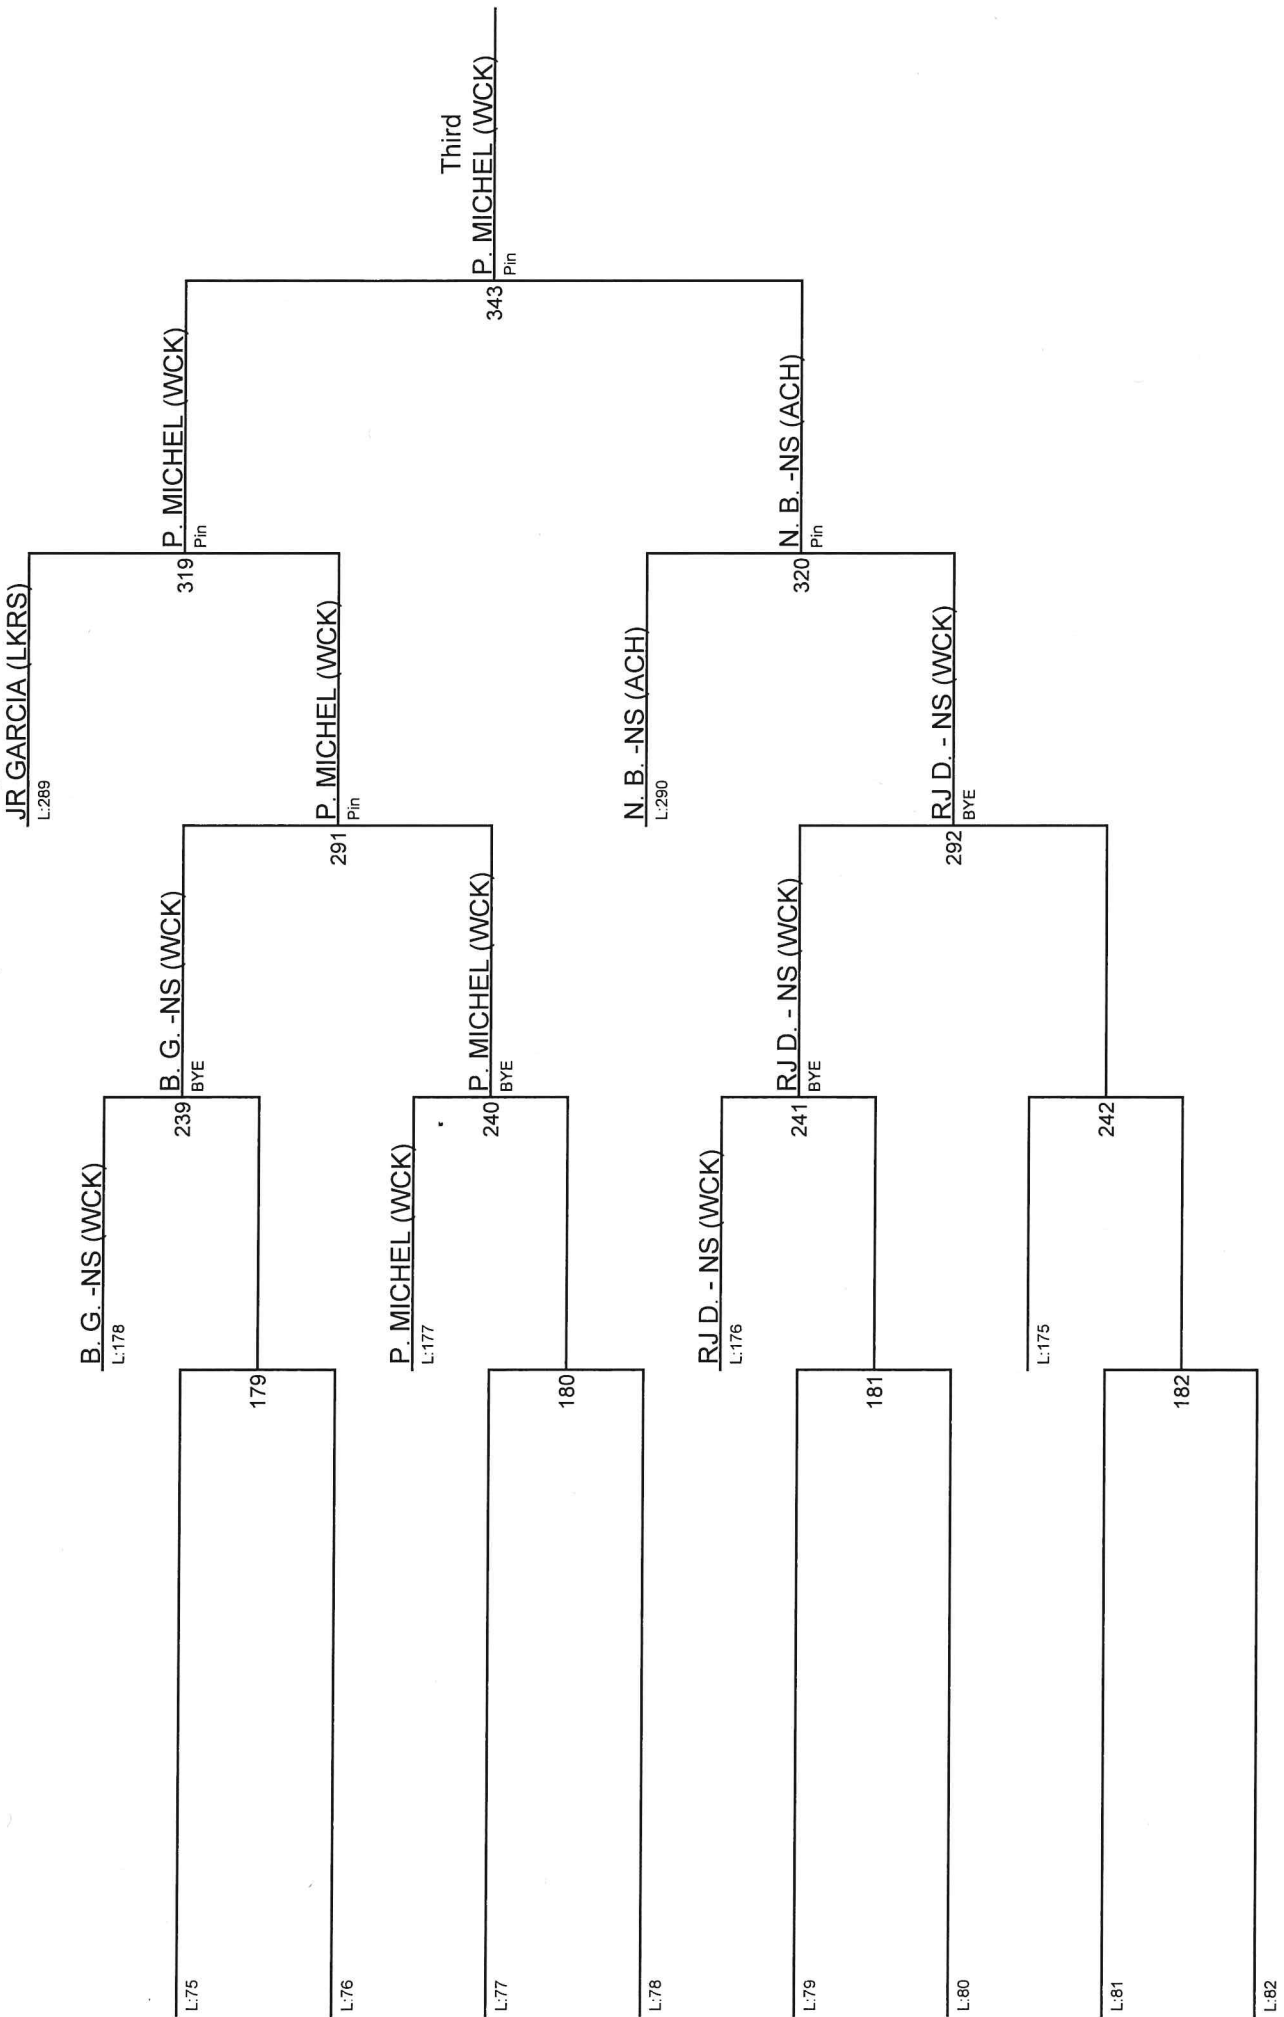 L:75
L:76
L:77
L:78
L:79
L:80
L:81
L:82
179
180
181
182
B. G. -NS (WCK)
L:178
P. MICHEL (WCK)
L:177
RJ D. - NS (WCK)
L:176
L:175
239
240
241
242
B. G. -NS (WCK)
BYE
P. MICHEL (WCK)
BYE
RJ D. - NS (WCK)
BYE
291
292
JR GARCIA (LKRS)
L:289
P. MICHEL (WCK)
Pin
N. B. -NS (ACH)
L:290
RJ D. - NS (WCK)
BYE
319
320
P. MICHEL (WCK)
Pin
N. B. -NS (ACH)
Pin
343
Third
P. MICHEL (WCK)
Pin